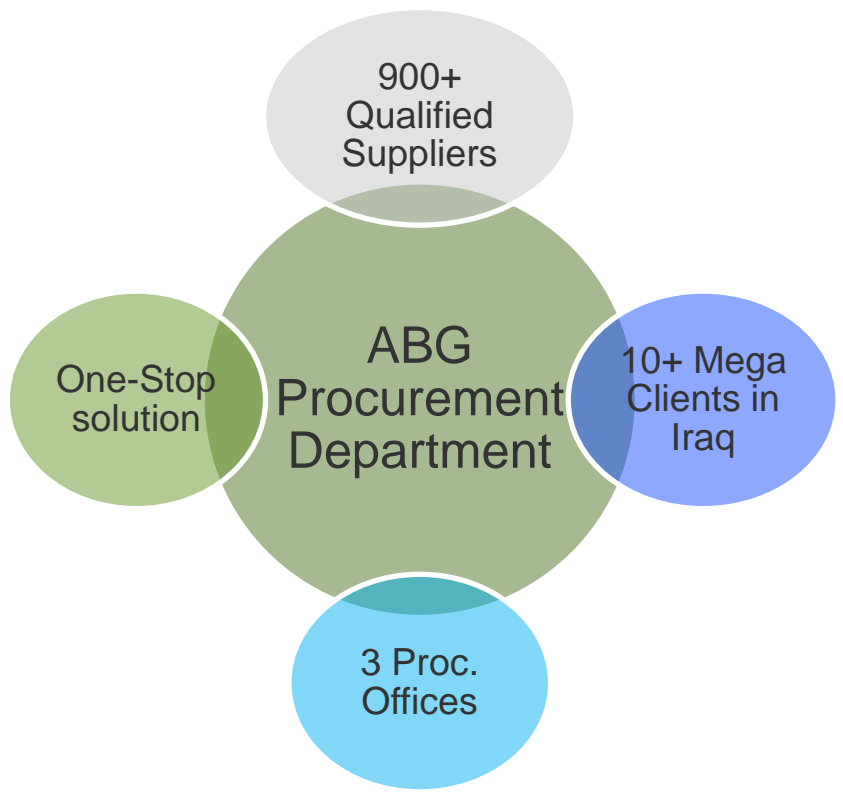 900+
Qualified
Suppliers
ABG
Procurement
Department
One-Stop
solution
10+ Mega
Clients in
Iraq
3 Proc.
Offices